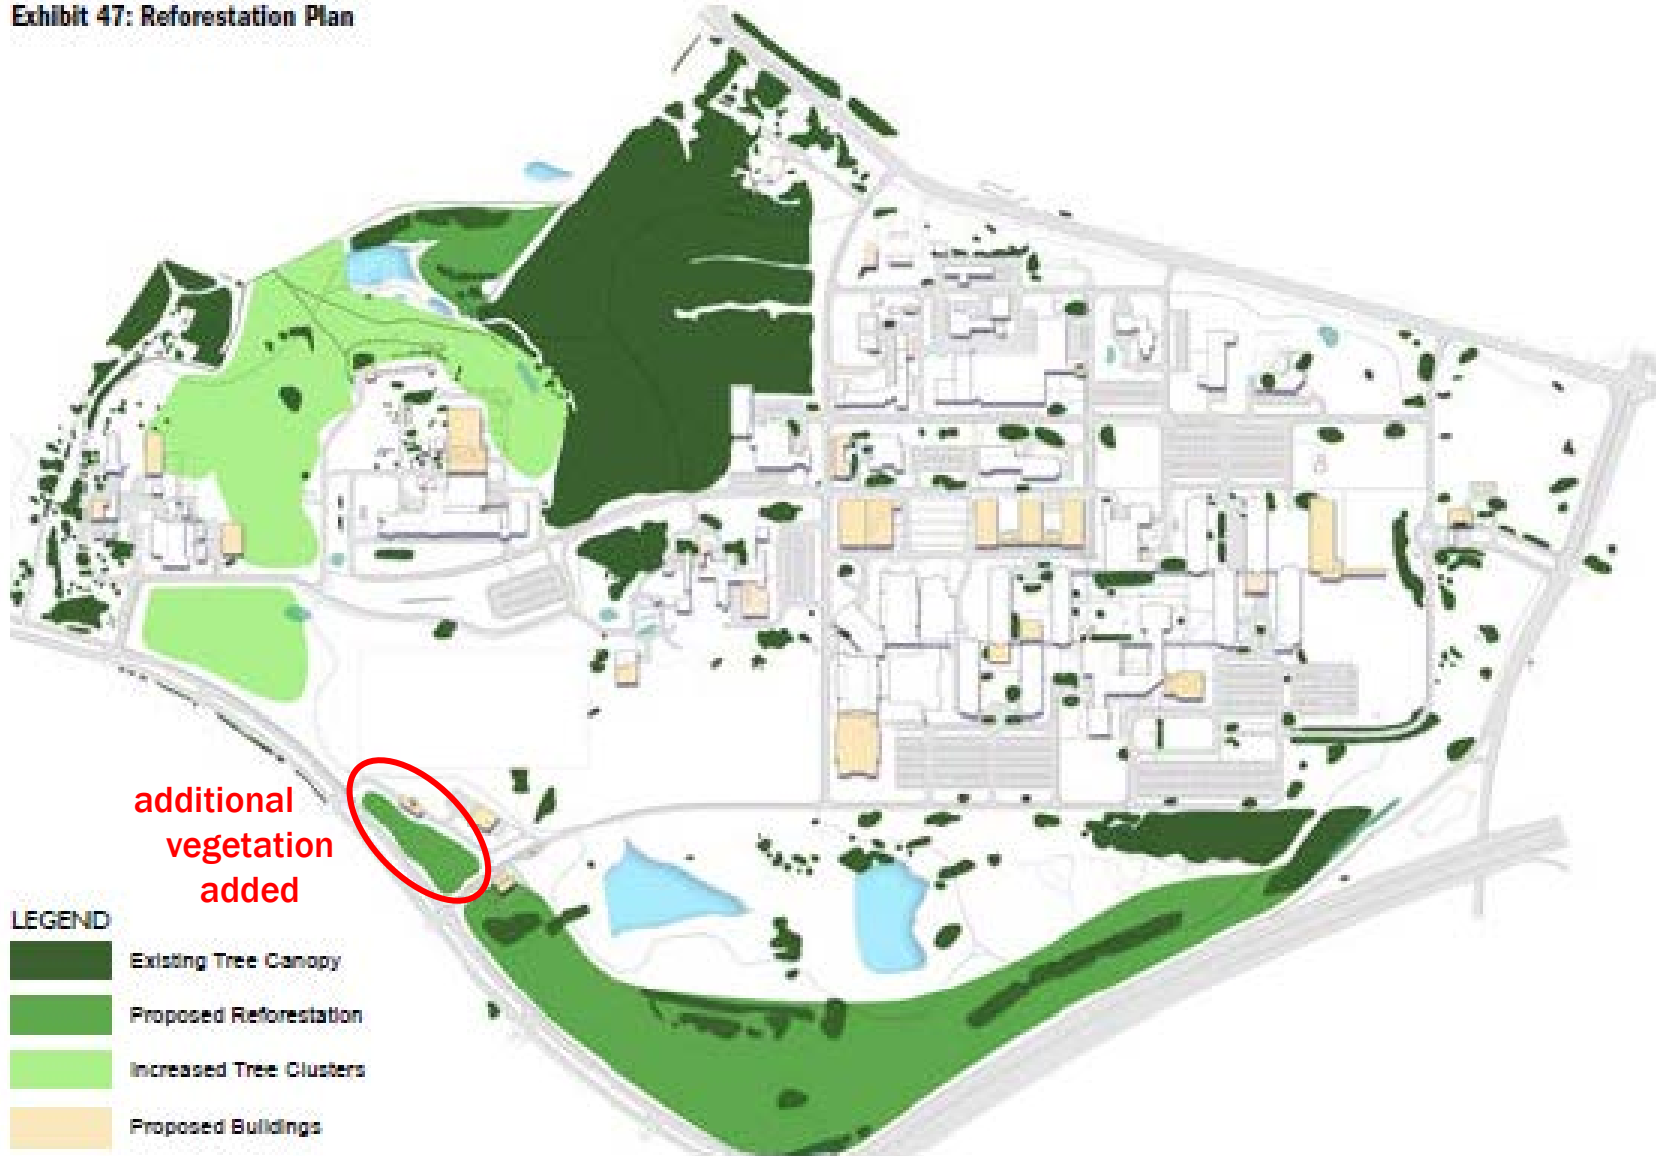 Exhibit 47: Reforestation Plan
additional
vegetation
added
LEGEND
Existing Tree Canopy
Proposed Reforestation
Increased Tree Clusters
Proposed Buildings